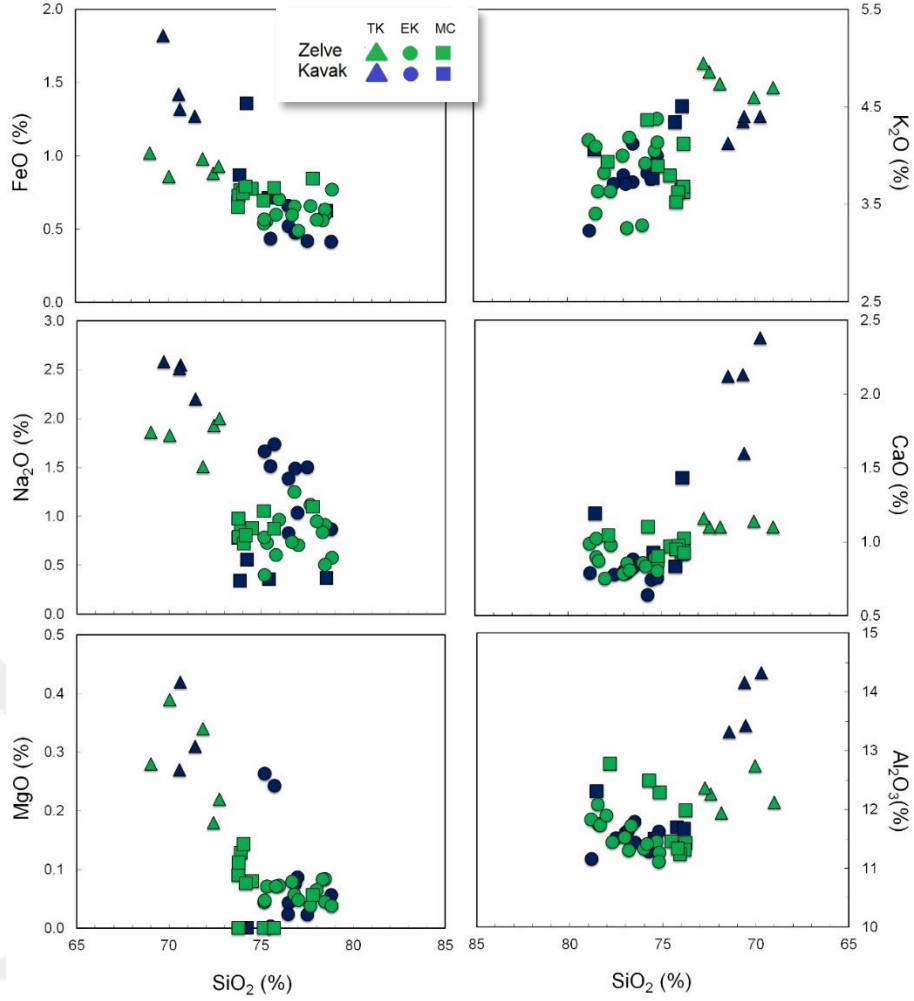 TK EK MC
Zelve
Kavak
2.0
1.5
1.0
0.5
0.0
FeO (%)
5.5
4.5
3.5
2.5
K₂O (%)
3.0
2.5
2.0
1.5
1.0
0.5
0.0
Na₂O (%)
2.5
2.0
1.5
1.0
0.5
CaO (%)
0.5
0.4
0.3
0.2
0.1
0.0
MgO (%)
15
14
13
12
11
10
Al₂O₃(%)
65 70 75 80 85
SiO₂ (%)
85 80 75 70 65
SiO₂ (%)